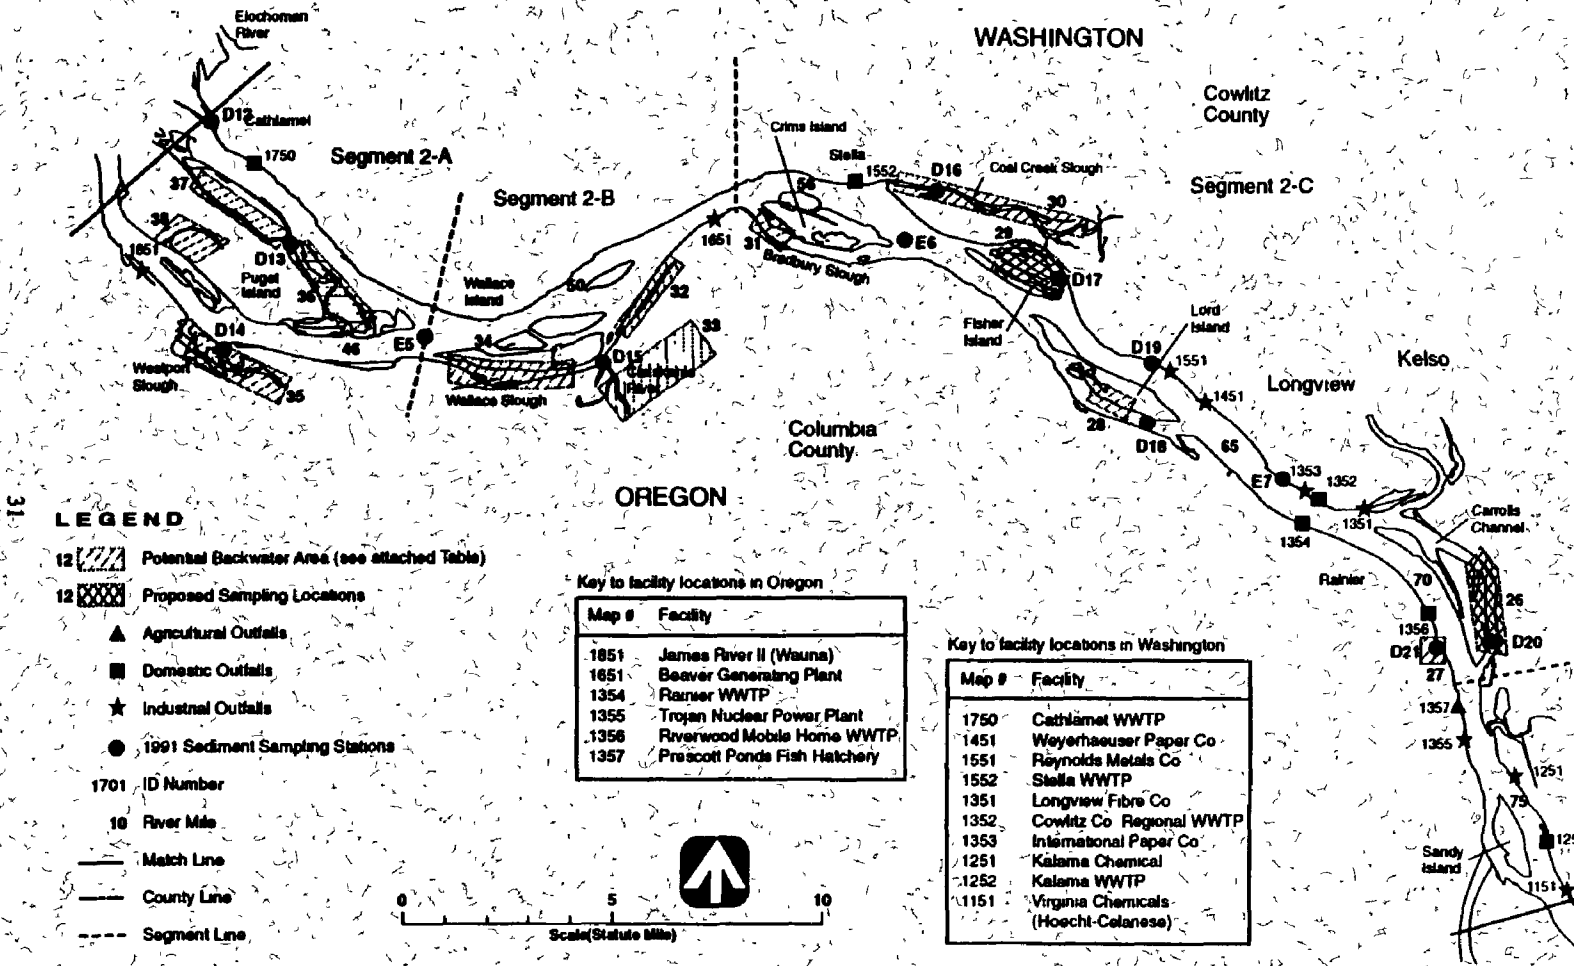 Elochoman
River
WASHINGTON
Cowlitz
County
D12
Cathlamet
1750
Segment 2-A
Segment 2-B
Segment 2-C
Crims Island
Stella
1552
D16
Coal Creek Slough
37
38
1851
D13
Puget
Island
36
D14
46
Westport
Slough
35
E5
Wallace
Island
50
34
Wallace Slough
D15
32
33
1651
31
Bradbury Slough
E6
30
29
D17
Fisher
Island
Lord
Island
D19
1551
1451
Kelso
Longview
28
D18
65
Columbia
County
OREGON
E7
1353
1352
1351
1354
Carrolls
Channel
Rainier
70
26
1356
D21
D20
27
1357
1355
1251
75
Sandy
Island
1151
31
LEGEND
12 Potential Backwater Area (see attached Table)
12 Proposed Sampling Locations
Agricultural Outfalls
Domestic Outfalls
Industrial Outfalls
1991 Sediment Sampling Stations
1701 ID Number
10 River Mile
Match Line
County Line
Segment Line
Key to facility locations in Oregon
Map # Facility
1851 James River II (Wauna)
1651 Beaver Generating Plant
1354 Rainier WWTP
1355 Trojan Nuclear Power Plant
1356 Riverwood Mobile Home WWTP
1357 Prescott Ponds Fish Hatchery
Key to facility locations in Washington
Map # Facility
1750 Cathlamet WWTP
1451 Weyerhaeuser Paper Co
1551 Reynolds Metals Co
1552 Stella WWTP
1351 Longview Fibre Co
1352 Cowlitz Co Regional WWTP
1353 International Paper Co
1251 Kalama Chemical
1252 Kalama WWTP
1151 Virginia Chemicals
(Hoecht-Celanese)
0 5 10
Scale(Statute Mile)